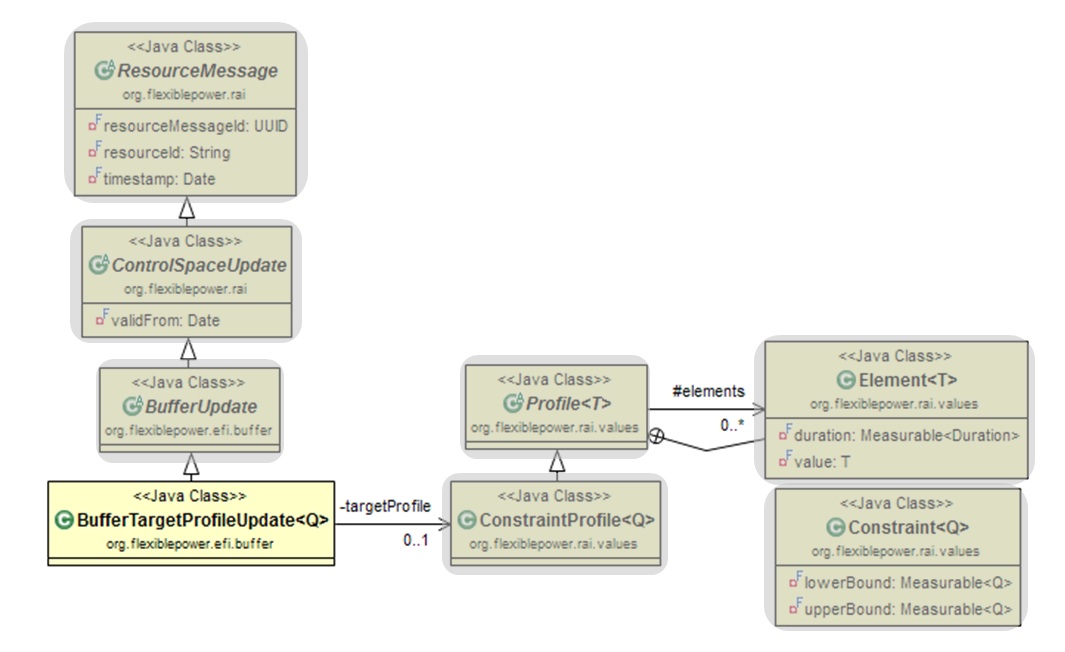 <<Java Class>>
ResourceMessage
org.flexiblepower.rai
resourceMessageId: UUID
resourceId: String
timestamp: Date
<<Java Class>>
ControlSpaceUpdate
org.flexiblepower.rai
validFrom: Date
<<Java Class>>
BufferUpdate
org.flexiblepower.efi.buffer
<<Java Class>>
BufferTargetProfileUpdate<Q>
org.flexiblepower.efi.buffer
-targetProfile
0..1
<<Java Class>>
Profile<T>
org.flexiblepower.rai.values
<<Java Class>>
ConstraintProfile<Q>
org.flexiblepower.rai.values
#elements
0..*
<<Java Class>>
Element<T>
org.flexiblepower.rai.values
duration: Measurable<Duration>
value: T
<<Java Class>>
Constraint<Q>
org.flexiblepower.rai.values
lowerBound: Measurable<Q>
upperBound: Measurable<Q>